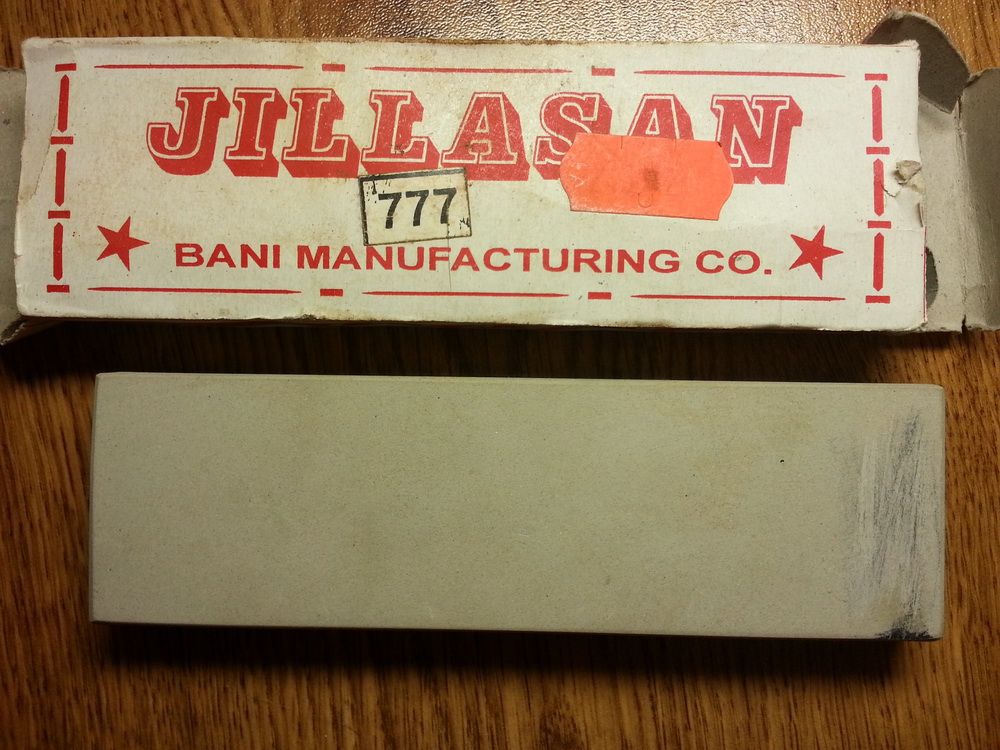 JILLASAN
777
BANI MANUFACTURING CO.